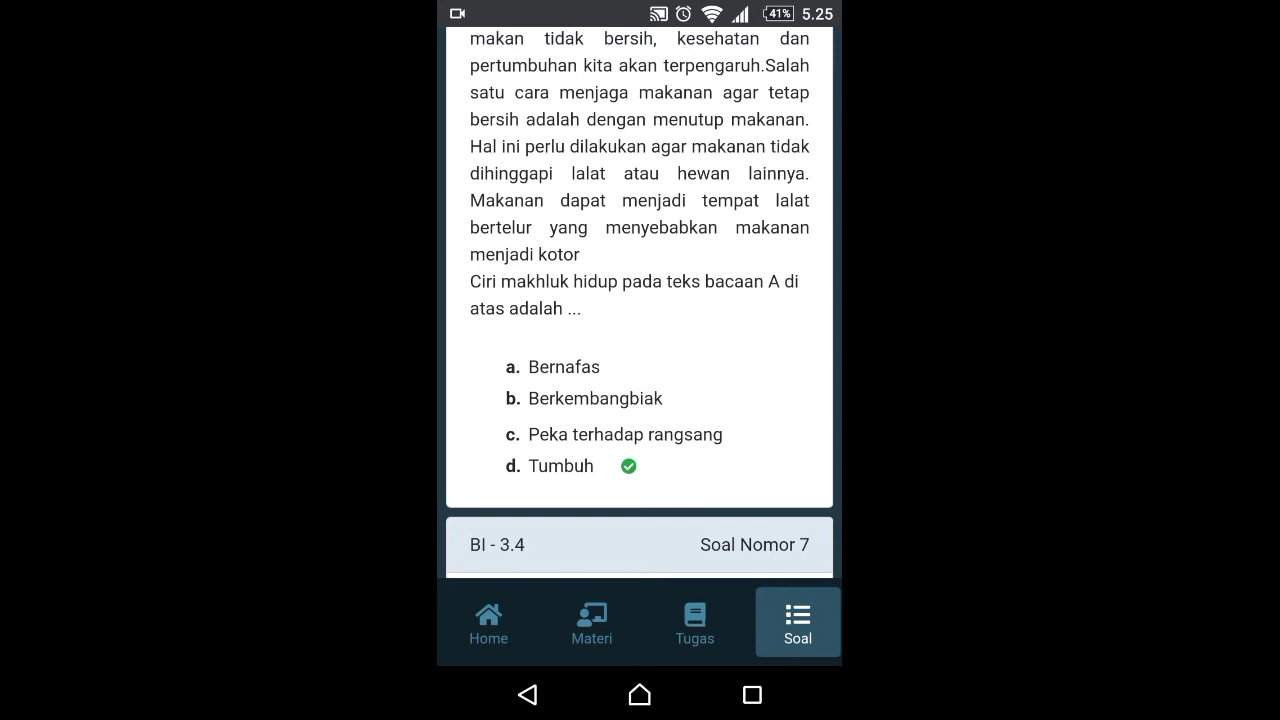 41% 5.25
makan tidak bersih, kesehatan dan
pertumbuhan kita akan terpengaruh.Salah
satu cara menjaga makanan agar tetap
bersih adalah dengan menutup makanan.
Hal ini perlu dilakukan agar makanan tidak
dihinggapi lalat atau hewan lainnya.
Makanan dapat menjadi tempat lalat
bertelur yang menyebabkan makanan
menjadi kotor
Ciri makhluk hidup pada teks bacaan A di
atas adalah ...
a. Bernafas
b. Berkembangbiak
c. Peka terhadap rangsang
d. Tumbuh
BI - 3.4 Soal Nomor 7
Home Materi Tugas Soal